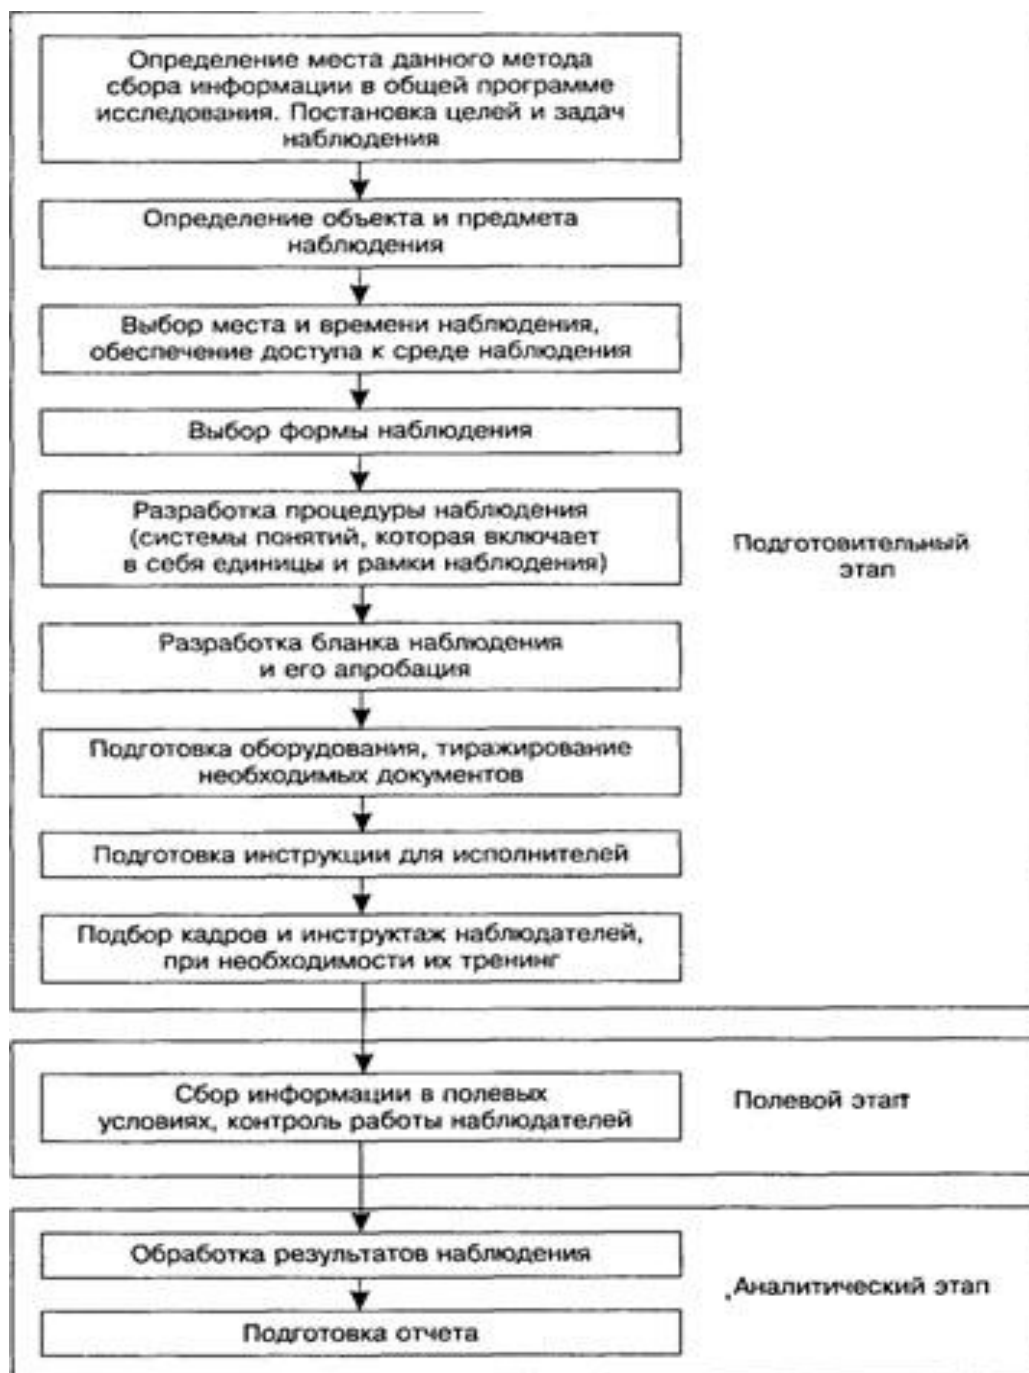 Определение места данного метода
сбора информации в общей программе
исследования. Постановка целей и задач
наблюдения
Определение объекта и предмета
наблюдения
Выбор места и времени наблюдения,
обеспечение доступа к среде наблюдения
Выбор формы наблюдения
Разработка процедуры наблюдения
(системы понятий, которая включает
в себя единицы и рамки наблюдения)
Подготовительный
этап
Разработка бланка наблюдения
и его апробация
Подготовка оборудования, тиражирование
необходимых документов
Подготовка инструкции для исполнителей
Подбор кадров и инструктаж наблюдателей,
при необходимости их тренинг
Сбор информации в полевых
условиях, контроль работы наблюдателей
Полевой этап
Обработка результатов наблюдения
Аналитический этап
Подготовка отчета